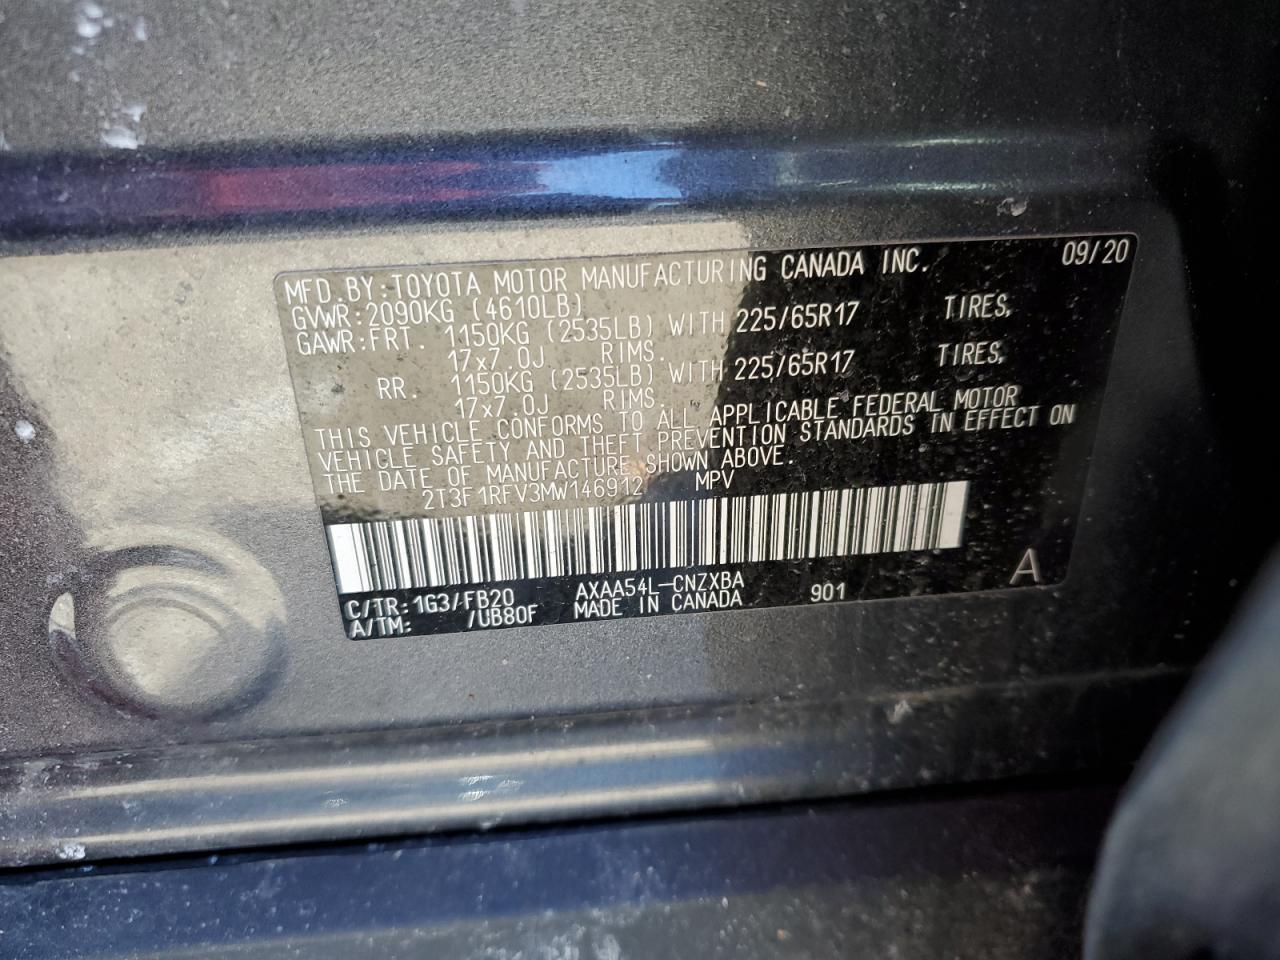 MFD.BY:TOYOTA MOTOR MANUFACTURING CANADA INC. 09/20
GVWR:2090KG (4610LB)
GAWR:FRT. 1150KG (2535LB) WITH 225/65R17 TIRES,
17x7.0J RIMS.
RR. 1150KG (2535LB) WITH 225/65R17 TIRES,
17x7.0J RIMS.
THIS VEHICLE CONFORMS TO ALL APPLICABLE FEDERAL MOTOR
VEHICLE SAFETY AND THEFT PREVENTION STANDARDS IN EFFECT ON
THE DATE OF MANUFACTURE SHOWN ABOVE.
2T3F1RFV3MW146912 MPV
C/TR:1G3/FB20 AXAA54L-CNZXBA
A/TM: /UB80F MADE IN CANADA 901 A